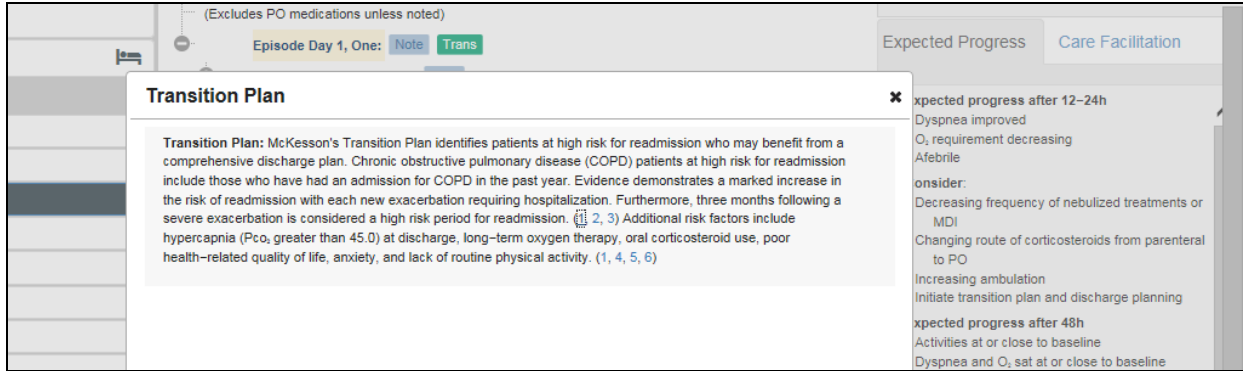 (Excludes PO medications unless noted)
Episode Day 1, One: Note Trans
Expected Progress Care Facilitation
Transition Plan
Transition Plan: McKesson's Transition Plan identifies patients at high risk for readmission who may benefit from a
comprehensive discharge plan. Chronic obstructive pulmonary disease (COPD) patients at high risk for readmission
include those who have had an admission for COPD in the past year. Evidence demonstrates a marked increase in
the risk of readmission with each new exacerbation requiring hospitalization. Furthermore, three months following a
severe exacerbation is considered a high risk period for readmission. (1, 2, 3) Additional risk factors include
hypercapnia (Pco₂ greater than 45.0) at discharge, long-term oxygen therapy, oral corticosteroid use, poor
health-related quality of life, anxiety, and lack of routine physical activity. (1, 4, 5, 6)
xpected progress after 12-24h
Dyspnea improved
O₂ requirement decreasing
Afebrile
onsider:
Decreasing frequency of nebulized treatments or
MDI
Changing route of corticosteroids from parenteral
to PO
Increasing ambulation
Initiate transition plan and discharge planning
xpected progress after 48h
Activities at or close to baseline
Dyspnea and O₂ sat at or close to baseline